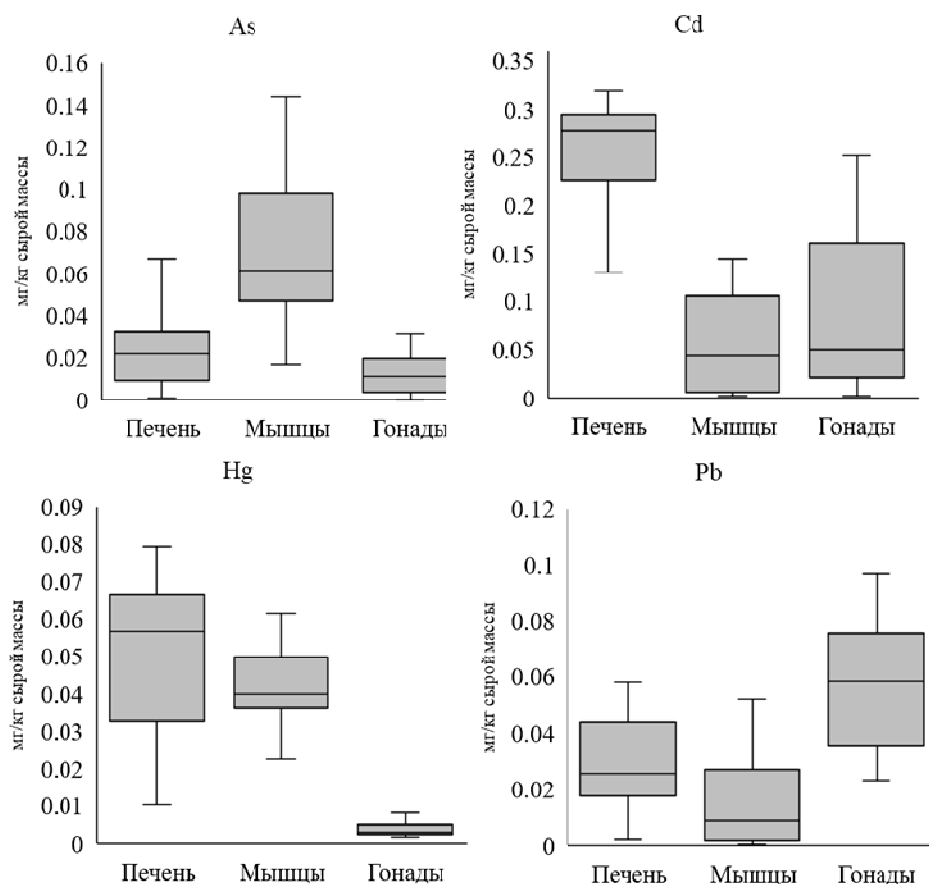 As
мг/кг сырой массы
0.16
0.14
0.12
0.1
0.08
0.06
0.04
0.02
0
Печень Мышцы Гонады
Cd
мг/кг сырой массы
0.35
0.3
0.25
0.2
0.15
0.1
0.05
0
Печень Мышцы Гонады
Hg
мг/кг сырой массы
0.09
0.08
0.07
0.06
0.05
0.04
0.03
0.02
0.01
0
Печень Мышцы Гонады
Pb
мг/кг сырой массы
0.12
0.1
0.08
0.06
0.04
0.02
0
Печень Мышцы Гонады